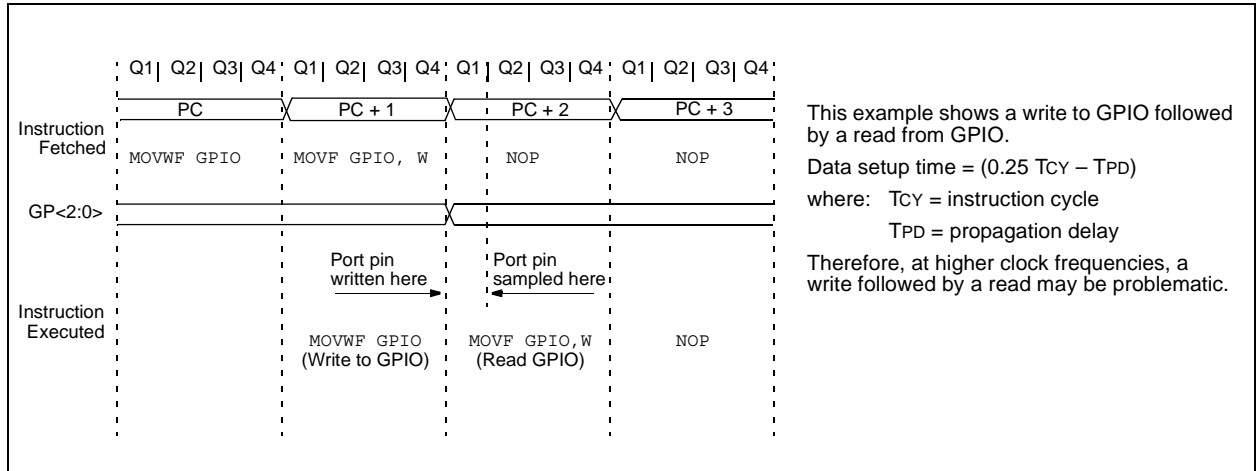 Q1| Q2| Q3| Q4 Q1 | Q2| Q3| Q4 Q1 | Q2| Q3| Q4 Q1 | Q2| Q3| Q4
PC PC + 1 PC + 2 PC + 3
Instruction
Fetched
MOVWF GPIO MOVF GPIO, W NOP NOP
GP<2:0>
Port pin
written here
Port pin
sampled here
Instruction
Executed
MOVWF GPIO
(Write to GPIO)
MOVF GPIO,W
(Read GPIO)
NOP
This example shows a write to GPIO followed
by a read from GPIO.
Data setup time = (0.25 TCY – TPD)
where: TCY = instruction cycle
TPD = propagation delay
Therefore, at higher clock frequencies, a
write followed by a read may be problematic.